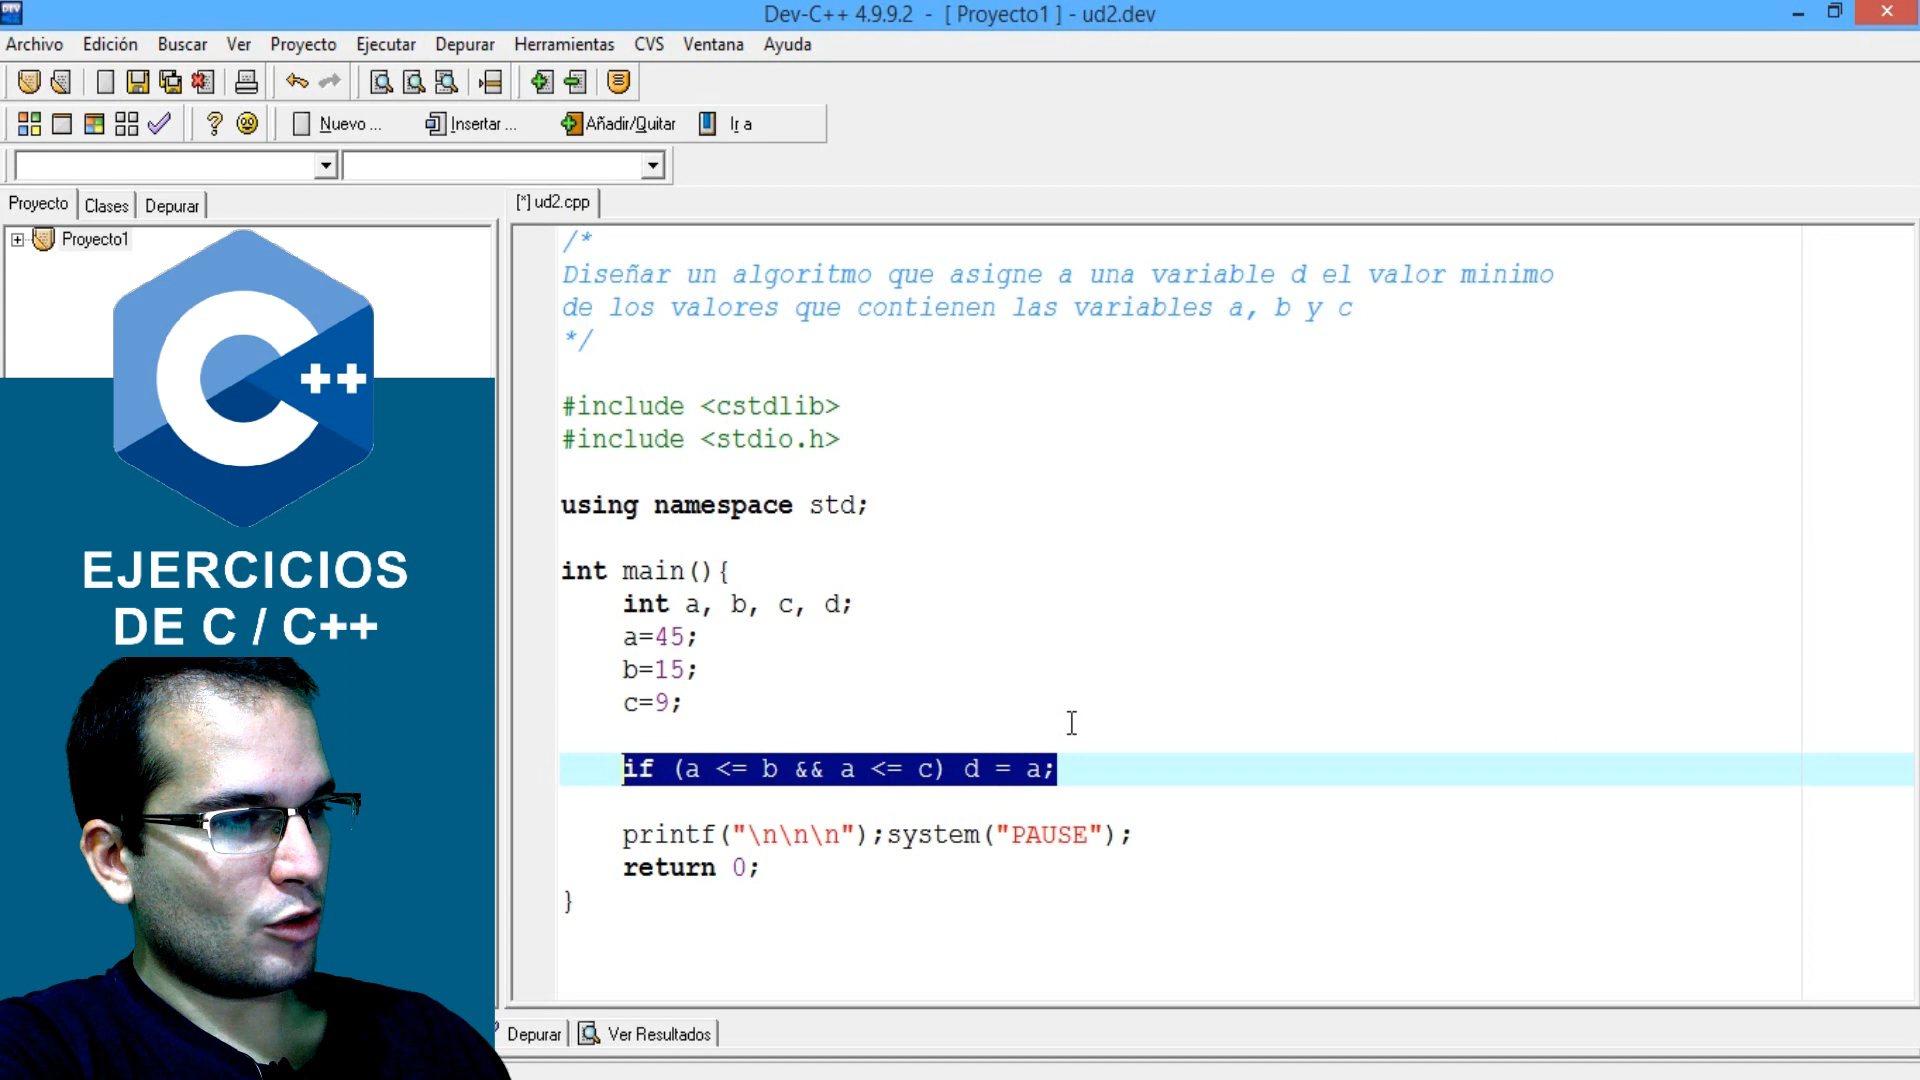 Dev-C++ 4.9.9.2 - [ Proyecto1 ] - ud2.dev
Archivo Edición Buscar Ver Proyecto Ejecutar Depurar Herramientas CVS Ventana Ayuda
Nuevo ... Insertar ... Añadir/Quitar Ir a
Proyecto Clases Depurar
[*] ud2.cpp
Proyecto1
/*
Diseñar un algoritmo que asigne a una variable d el valor minimo
de los valores que contienen las variables a, b y c
*/
#include <cstdlib>
#include <stdio.h>
using namespace std;
int main(){
int a, b, c, d;
a=45;
b=15;
c=9;
if (a <= b && a <= c) d = a;
printf("\n\n\n");system("PAUSE");
return 0;
}
C++
EJERCICIOS
DE C / C++
Depurar Ver Resultados